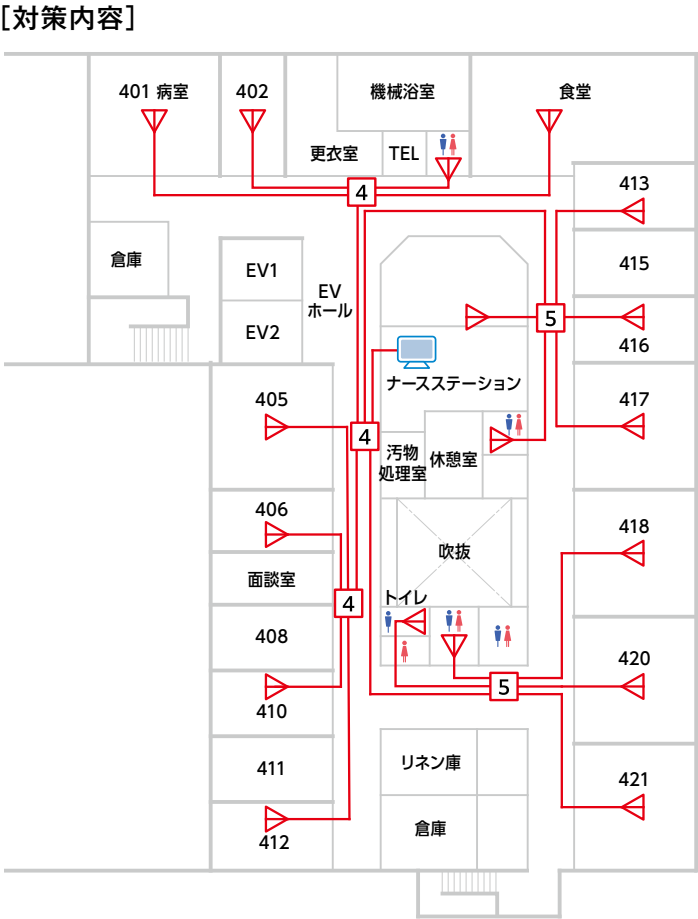 [対策内容]
401 病室
402
機械浴室
食堂
更衣室
TEL
4
413
倉庫
EV1
EV
ホール
415
EV2
5
416
ナースステーション
405
417
4
汚物
処理室
休憩室
406
418
吹抜
面談室
トイレ
4
408
420
5
410
リネン庫
411
421
倉庫
412